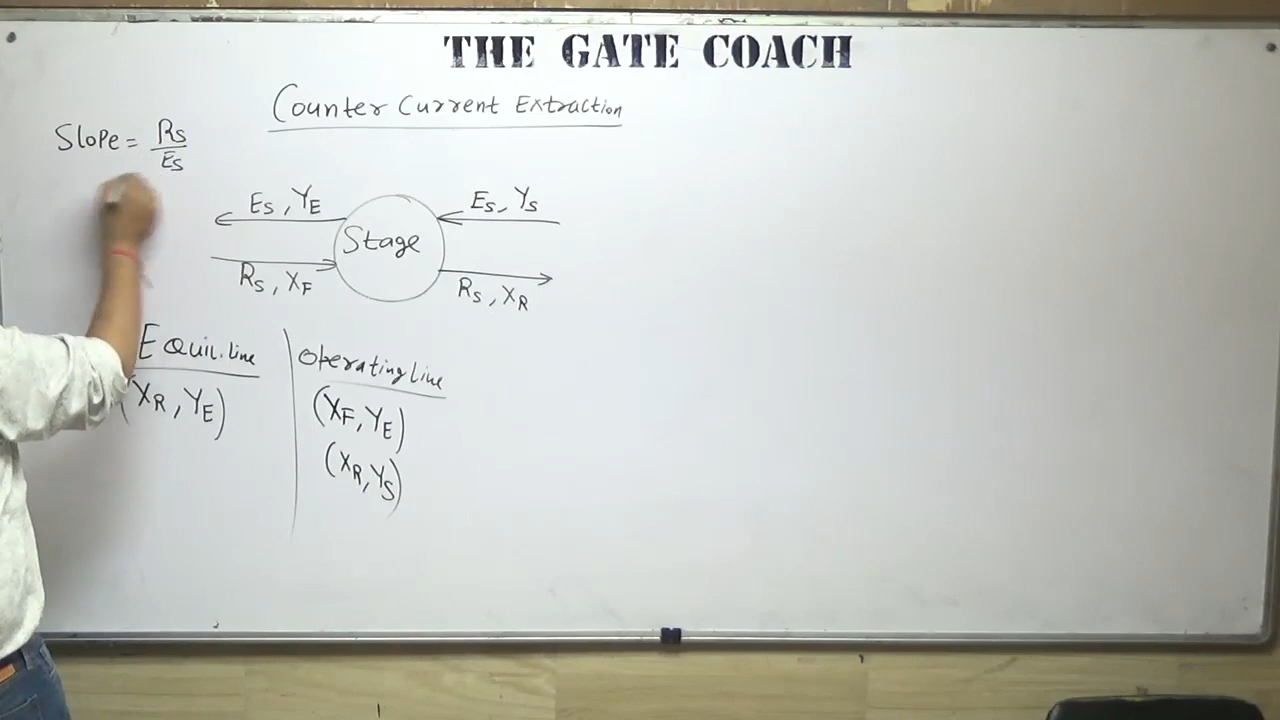 THE GATE COACH
Counter Current Extraction
Slope = Rs/Es
Es, YE
Es, Ys
Stage
Rs, XF
Rs, XR
Equil. line
(XR, YE)
Operating Line
(XF, YE)
(XR, Ys)